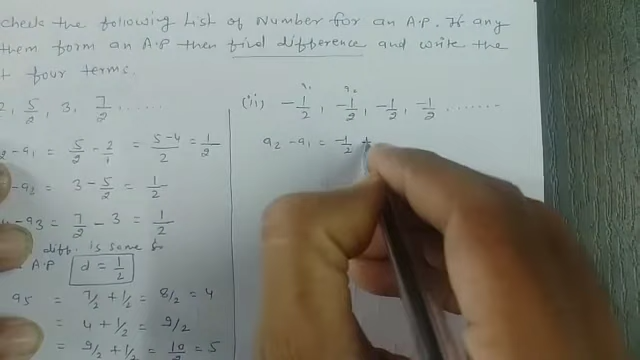 check the following List of Number for an A.P. If any
them form an A.P then find difference and write the
t four terms.
2, 5/2, 3, 7/2 ......
2 - a1 = 5/2 - 2/1 = 5-4/2 = 1/2
- a2 = 3 - 5/2 = 1/2
- a3 = 7/2 - 3 = 1/2
diff. is same so
A.P d = 1/2
a5 = 7/2 + 1/2 = 8/2 = 4
= 4 + 1/2 = 9/2
= 9/2 + 1/2 = 10/2 = 5
(ii) -1/2, -1/2, -1/2, -1/2 .......
a2 - a1 = -1/2 +